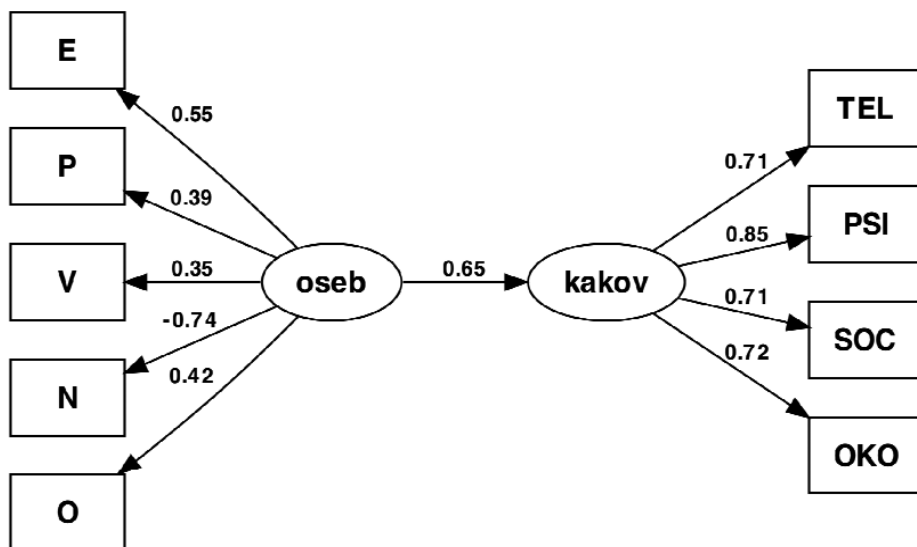 E
0.55
P
0.39
V
0.35
N
-0.74
O
0.42
oseb
0.65
kakov
0.71
TEL
0.85
PSI
0.71
SOC
0.72
OKO